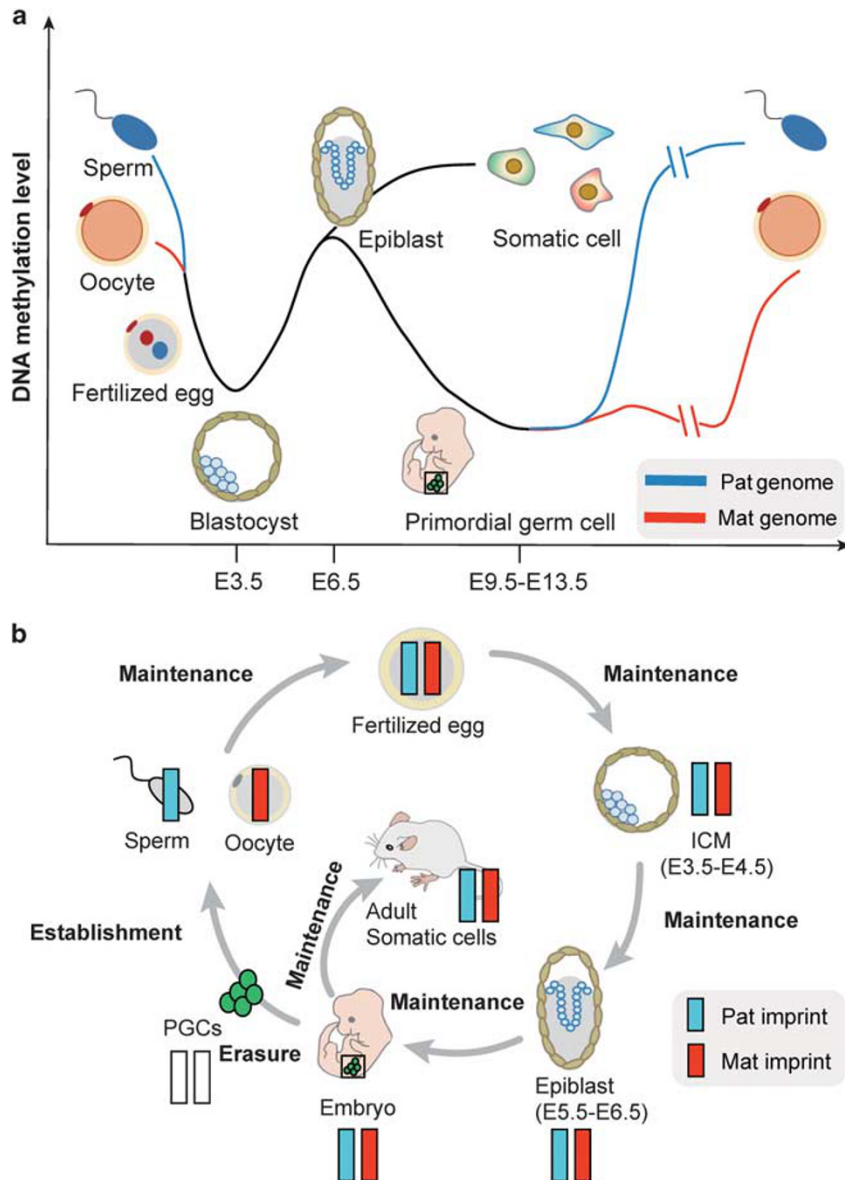 a
DNA methylation level
Sperm
Oocyte
Fertilized egg
Blastocyst
Epiblast
Somatic cell
Primordial germ cell
Pat genome
Mat genome
E3.5
E6.5
E9.5-E13.5
b
Maintenance
Fertilized egg
Maintenance
ICM
(E3.5-E4.5)
Maintenance
Sperm
Oocyte
Adult
Somatic cells
Maintenance
Establishment
PGCs
Erasure
Embryo
Maintenance
Epiblast
(E5.5-E6.5)
Pat imprint
Mat imprint